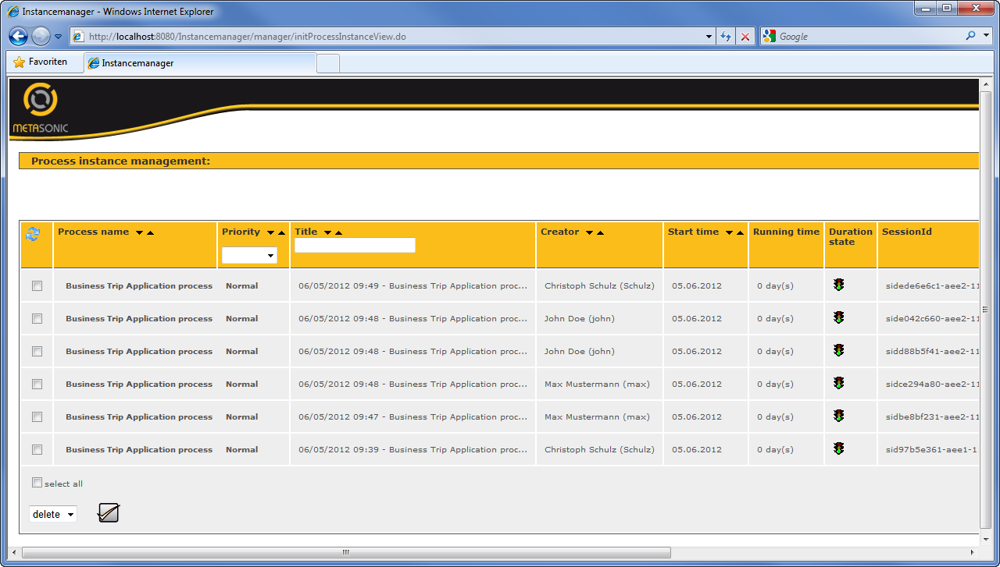 Instancemanager - Windows Internet Explorer
http://localhost:8080/Instancemanager/manager/initProcessInstanceView.do
Google
Favoriten
Instancemanager
METASONIC
Process instance management:
Process name Priority Title Creator Start time Running time Duration state SessionId
Business Trip Application process Normal 06/05/2012 09:49 - Business Trip Application proc... Christoph Schulz (Schulz) 05.06.2012 0 day(s) sidede6e6c1-aee2-11
Business Trip Application process Normal 06/05/2012 09:48 - Business Trip Application proc... John Doe (john) 05.06.2012 0 day(s) side042c660-aee2-11
Business Trip Application process Normal 06/05/2012 09:48 - Business Trip Application proc... John Doe (john) 05.06.2012 0 day(s) sidd88b5f41-aee2-11
Business Trip Application process Normal 06/05/2012 09:48 - Business Trip Application proc... Max Mustermann (max) 05.06.2012 0 day(s) sidce294a80-aee2-11
Business Trip Application process Normal 06/05/2012 09:47 - Business Trip Application proc... Max Mustermann (max) 05.06.2012 0 day(s) sidbe8bf231-aee2-11
Business Trip Application process Normal 06/05/2012 09:39 - Business Trip Application proc... Christoph Schulz (Schulz) 05.06.2012 0 day(s) sid97b5e361-aee1-11
select all
delete